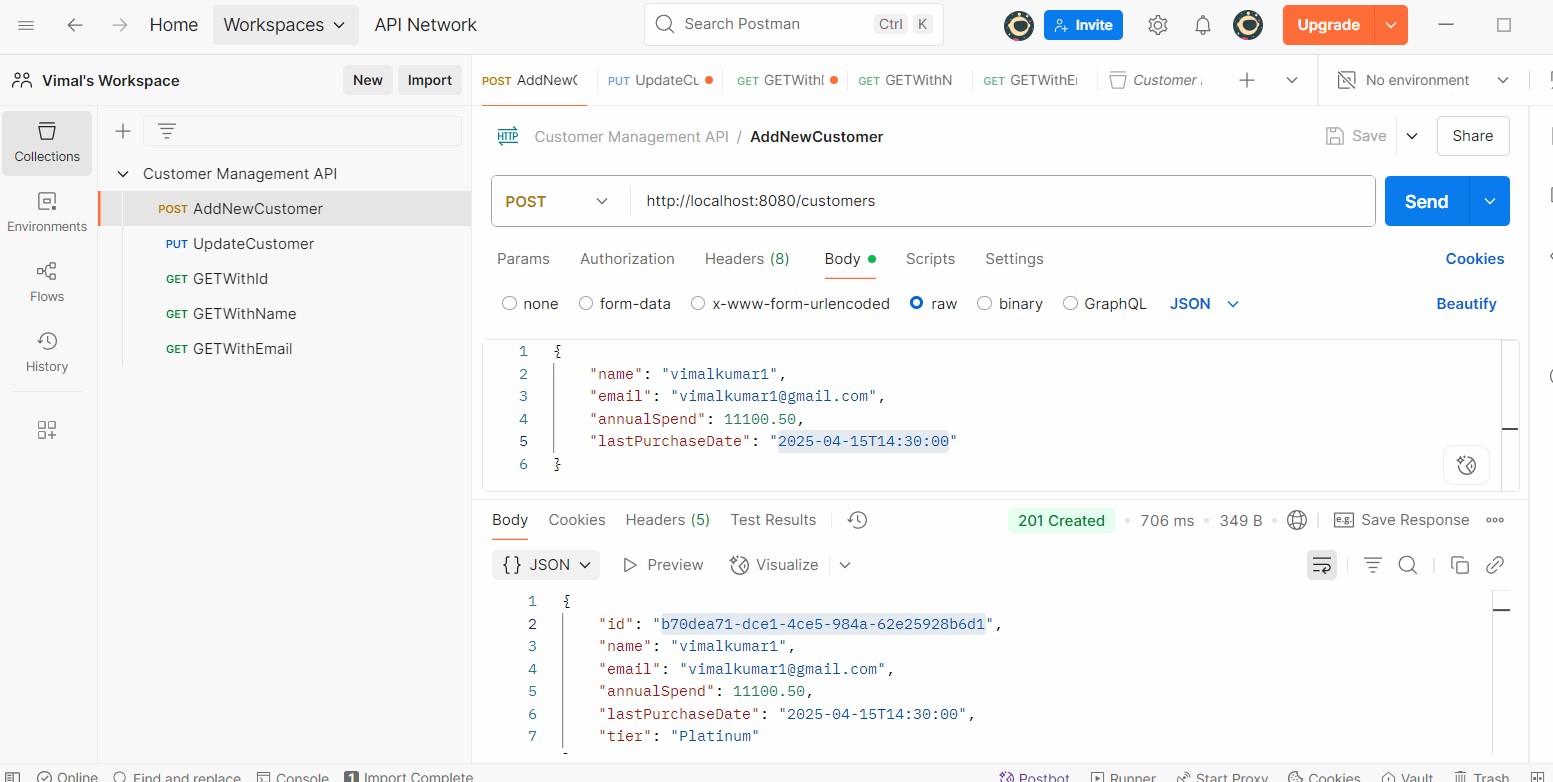 Home Workspaces API Network Search Postman Ctrl K Invite Upgrade
Vimal's Workspace New Import POST AddNewC PUT UpdateCu GET GETWithI GET GETWithN GET GETWithE Customer No environment
Collections
Environments
Flows
History
Customer Management API
POST AddNewCustomer
PUT UpdateCustomer
GET GETWithId
GET GETWithName
GET GETWithEmail
HTTP Customer Management API / AddNewCustomer Save Share
POST http://localhost:8080/customers Send
Params Authorization Headers (8) Body Scripts Settings Cookies
none form-data x-www-form-urlencoded raw binary GraphQL JSON Beautify
1 {
2 "name": "vimalkumar1",
3 "email": "vimalkumar1@gmail.com",
4 "annualSpend": 11100.50,
5 "lastPurchaseDate": "2025-04-15T14:30:00"
6 }
Body Cookies Headers (5) Test Results 201 Created 706 ms 349 B e.g. Save Response
{} JSON Preview Visualize
1 {
2 "id": "b70dea71-dce1-4ce5-984a-62e25928b6d1",
3 "name": "vimalkumar1",
4 "email": "vimalkumar1@gmail.com",
5 "annualSpend": 11100.50,
6 "lastPurchaseDate": "2025-04-15T14:30:00",
7 "tier": "Platinum"
Online Find and replace Console 1 Import Complete Postbot Runner Start Proxy Cookies Vault Trash